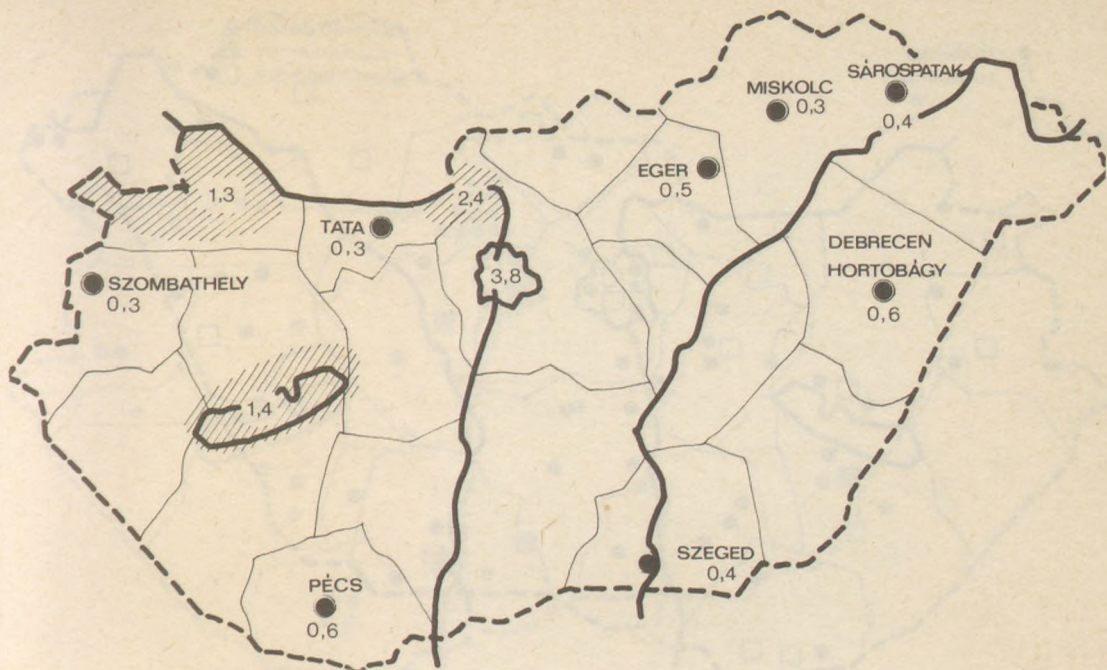 MISKOLC
0,3
SÁROSPATAK
0,4
EGER
0,5
1,3
2,4
TATA
0,3
DEBRECEN
HORTOBÁGY
0,6
SZOMBATHELY
0,3
3,8
1,4
SZEGED
0,4
PÉCS
0,6